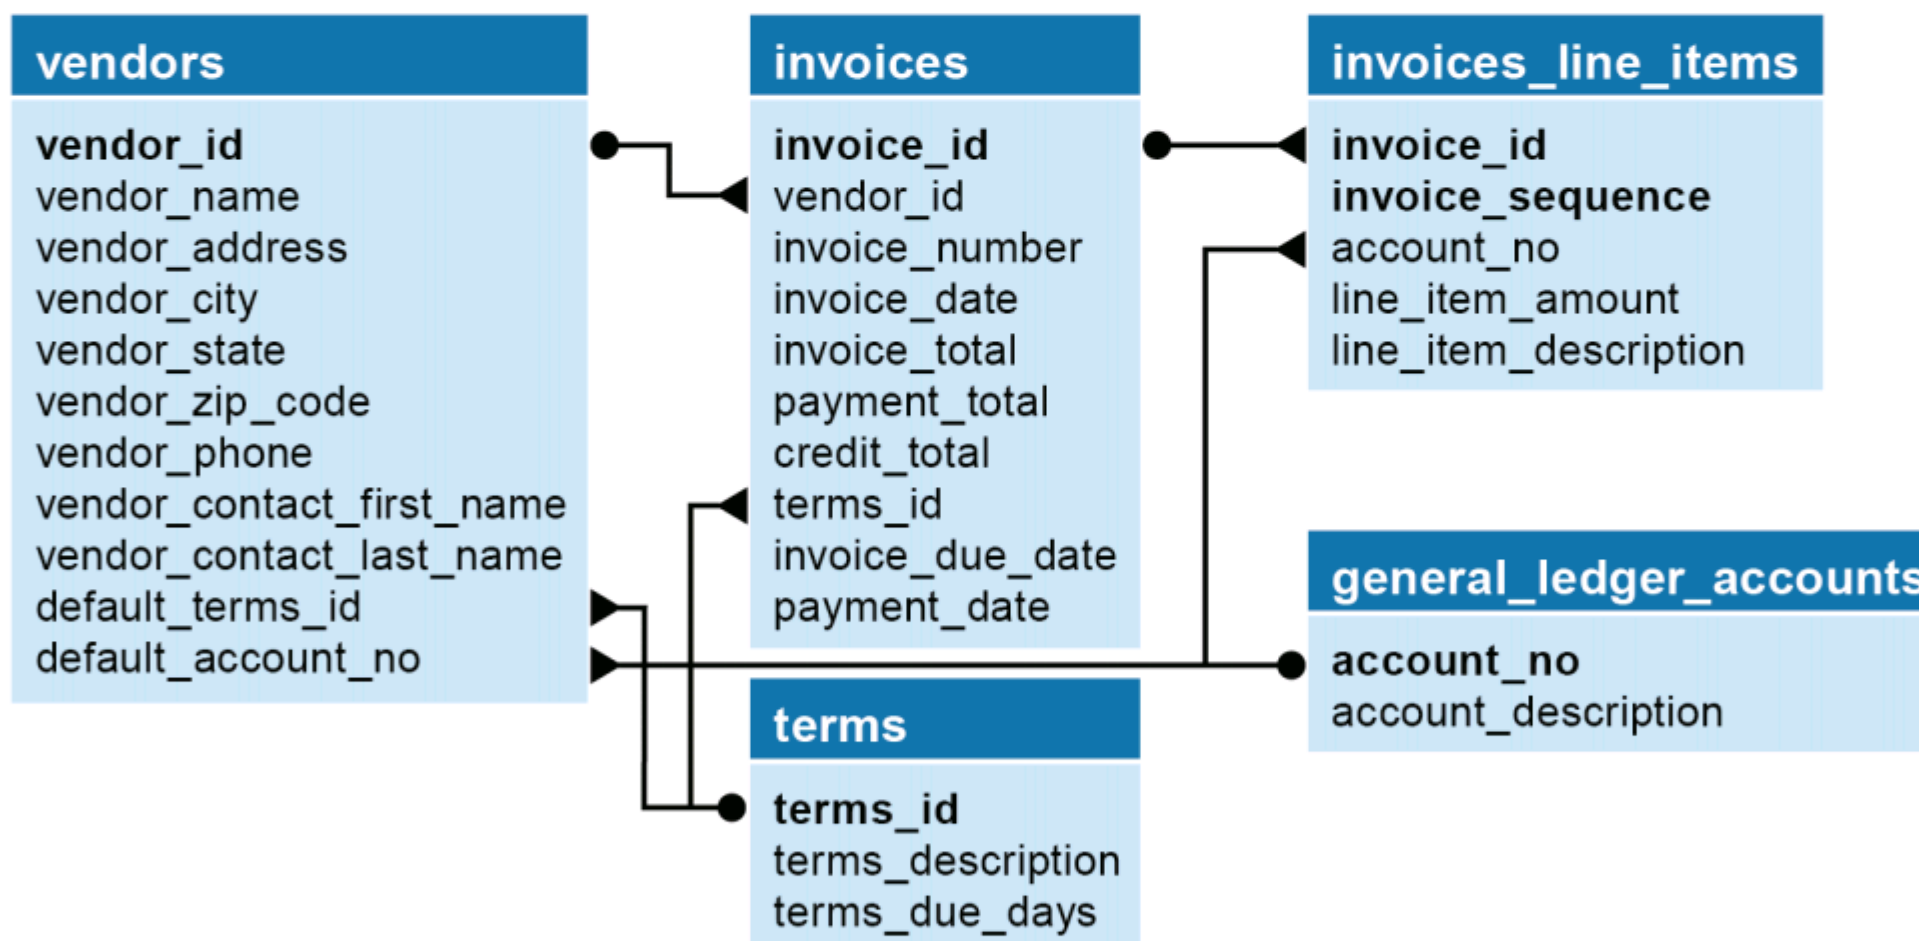 vendors
vendor_id
vendor_name
vendor_address
vendor_city
vendor_state
vendor_zip_code
vendor_phone
vendor_contact_first_name
vendor_contact_last_name
default_terms_id
default_account_no
invoices
invoice_id
vendor_id
invoice_number
invoice_date
invoice_total
payment_total
credit_total
terms_id
invoice_due_date
payment_date
terms
terms_id
terms_description
terms_due_days
invoices_line_items
invoice_id
invoice_sequence
account_no
line_item_amount
line_item_description
general_ledger_accounts
account_no
account_description